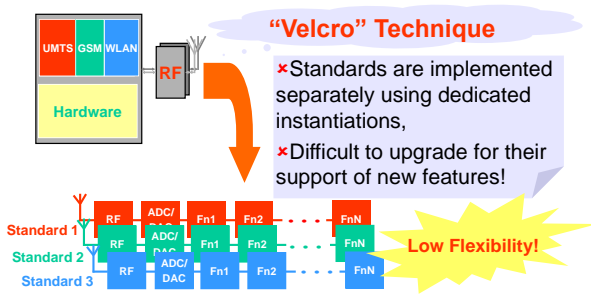 “Velcro” Technique
UMTS GSM WLAN
RF
Hardware
×Standards are implemented
separately using dedicated
instantiations,
×Difficult to upgrade for their
support of new features!
Standard 1
RF ADC/ DAC Fn1 Fn2 . . . . . FnN
Standard 2
RF ADC/ DAC Fn1 Fn2 . . . . . FnN
Standard 3
RF ADC/ DAC Fn1 Fn2 . . . . . FnN
Low Flexibility!